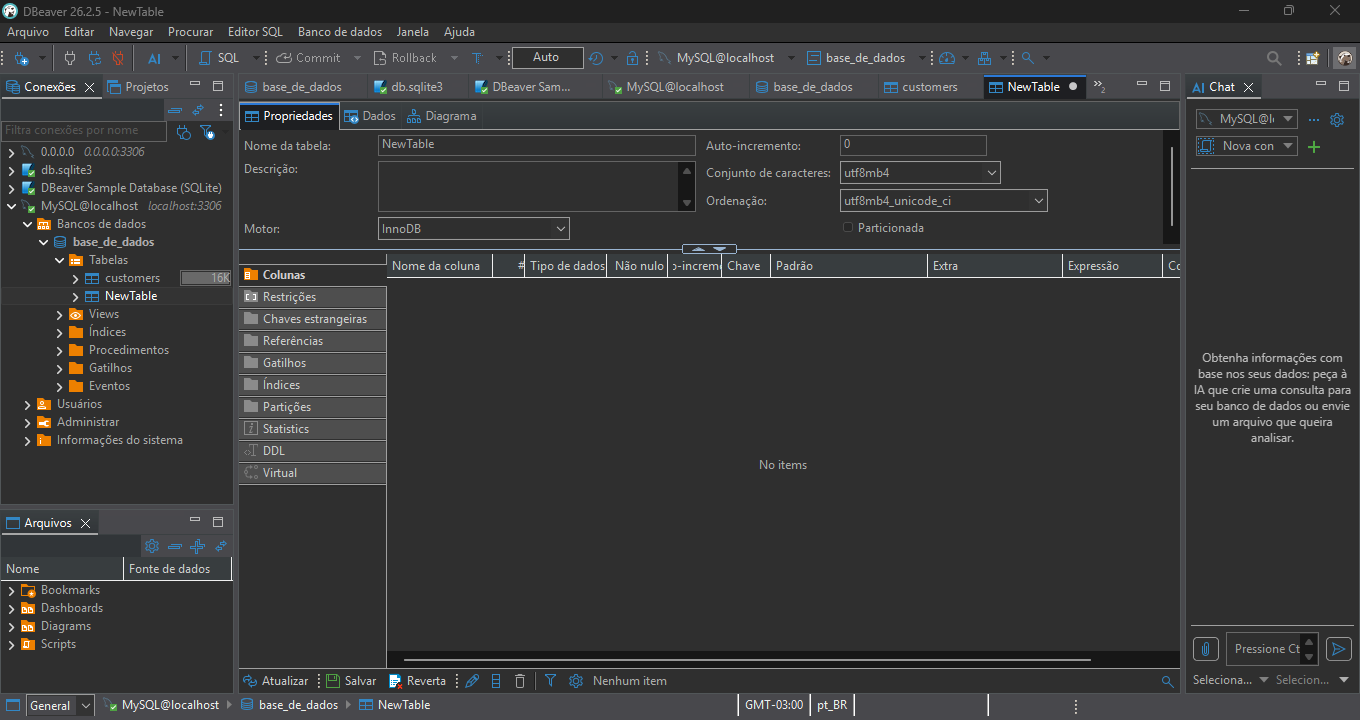 DBeaver 26.2.5 - NewTable
Arquivo Editar Navegar Procurar Editor SQL Banco de dados Janela Ajuda
AI SQL Commit Rollback T Auto MySQL@localhost base_de_dados
Conexões Projetos
base_de_dados db.sqlite3 DBeaver Sam... MySQL@localhost base_de_dados customers NewTable »2
AI Chat
Filtra conexões por nome
0.0.0.0 0.0.0.0:3306
db.sqlite3
DBeaver Sample Database (SQLite)
MySQL@localhost localhost:3306
Bancos de dados
base_de_dados
Tabelas
customers 16K
NewTable
Views
Índices
Procedimentos
Gatilhos
Eventos
Usuários
Administrar
Informações do sistema
Arquivos
Nome Fonte de dados
Bookmarks
Dashboards
Diagrams
Scripts
Propriedades Dados Diagrama
Nome da tabela: NewTable
Descrição:
Motor: InnoDB
Auto-incremento: 0
Conjunto de caracteres: utf8mb4
Ordenação: utf8mb4_unicode_ci
Particionada
Colunas
Restrições
Chaves estrangeiras
Referências
Gatilhos
Índices
Partições
Statistics
DDL
Virtual
Nome da coluna # Tipo de dados Não nulo o-increm Chave Padrão Extra Expressão Co
No items
Atualizar Salvar Reverta Nenhum item
MySQL@l
Nova con
Obtenha informações com
base nos seus dados: peça à
IA que crie uma consulta para
seu banco de dados ou envie
um arquivo que queira
analisar.
Pressione Ct
Seleciona... Selecion...
General MySQL@localhost base_de_dados NewTable GMT-03:00 pt_BR